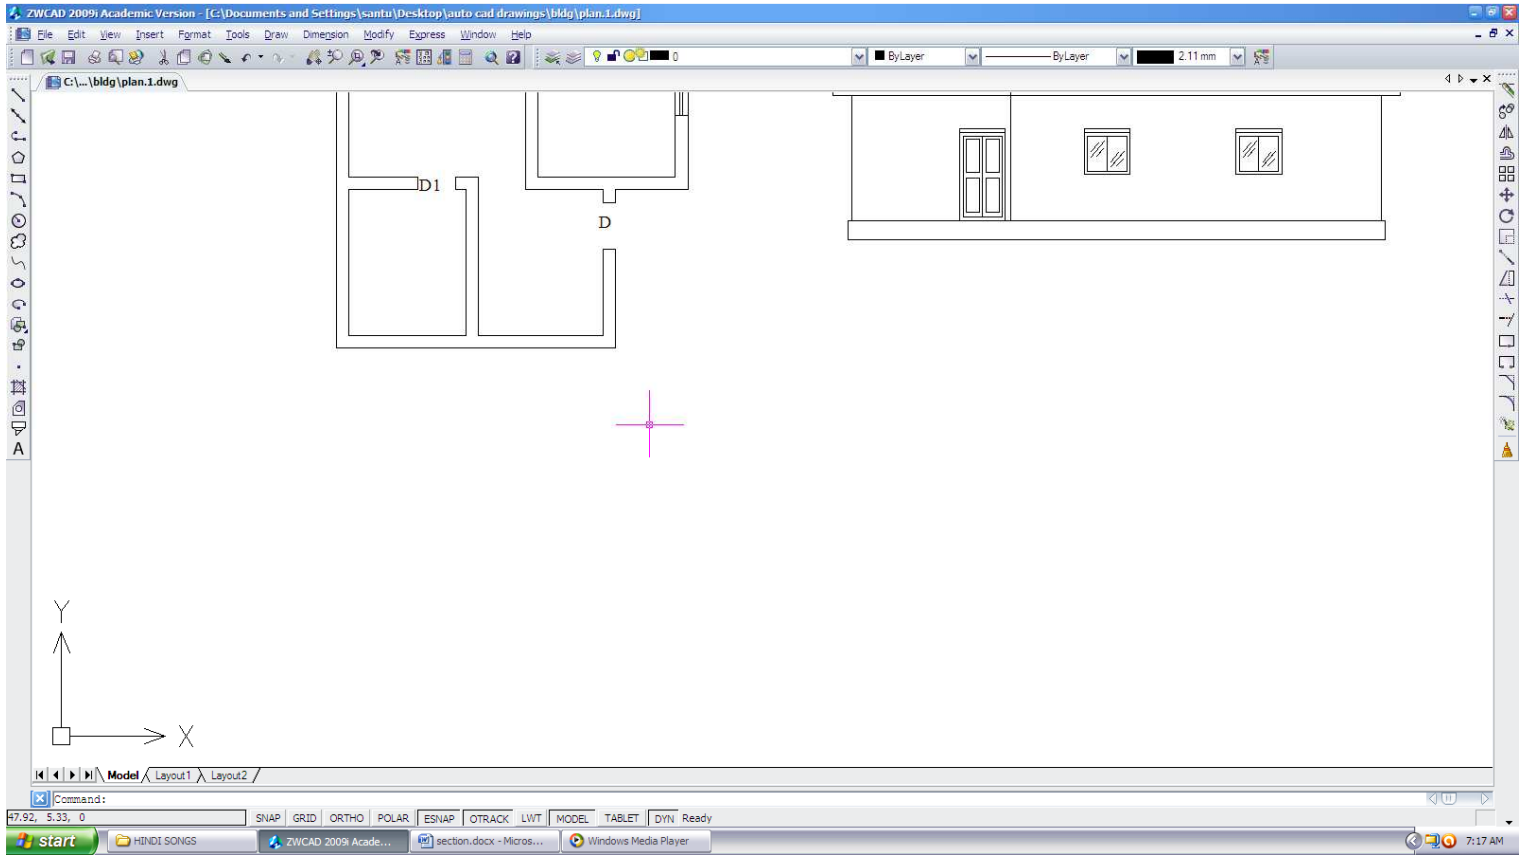 ZWCAD 2009i Academic Version - [C:\Documents and Settings\santu\Desktop\auto cad drawings\bldg\plan.1.dwg]
File Edit View Insert Format Tools Draw Dimension Modify Express Window Help
0 ByLayer ByLayer 2.11 mm
C:\...\bldg\plan.1.dwg
D1
D
Y
X
A
Model Layout1 Layout2
Command:
47.92, 5.33, 0 SNAP GRID ORTHO POLAR ESNAP OTRACK LWT MODEL TABLET DYN Ready
start HINDI SONGS ZWCAD 2009i Acade... section.docx - Micros... Windows Media Player 7:17 AM